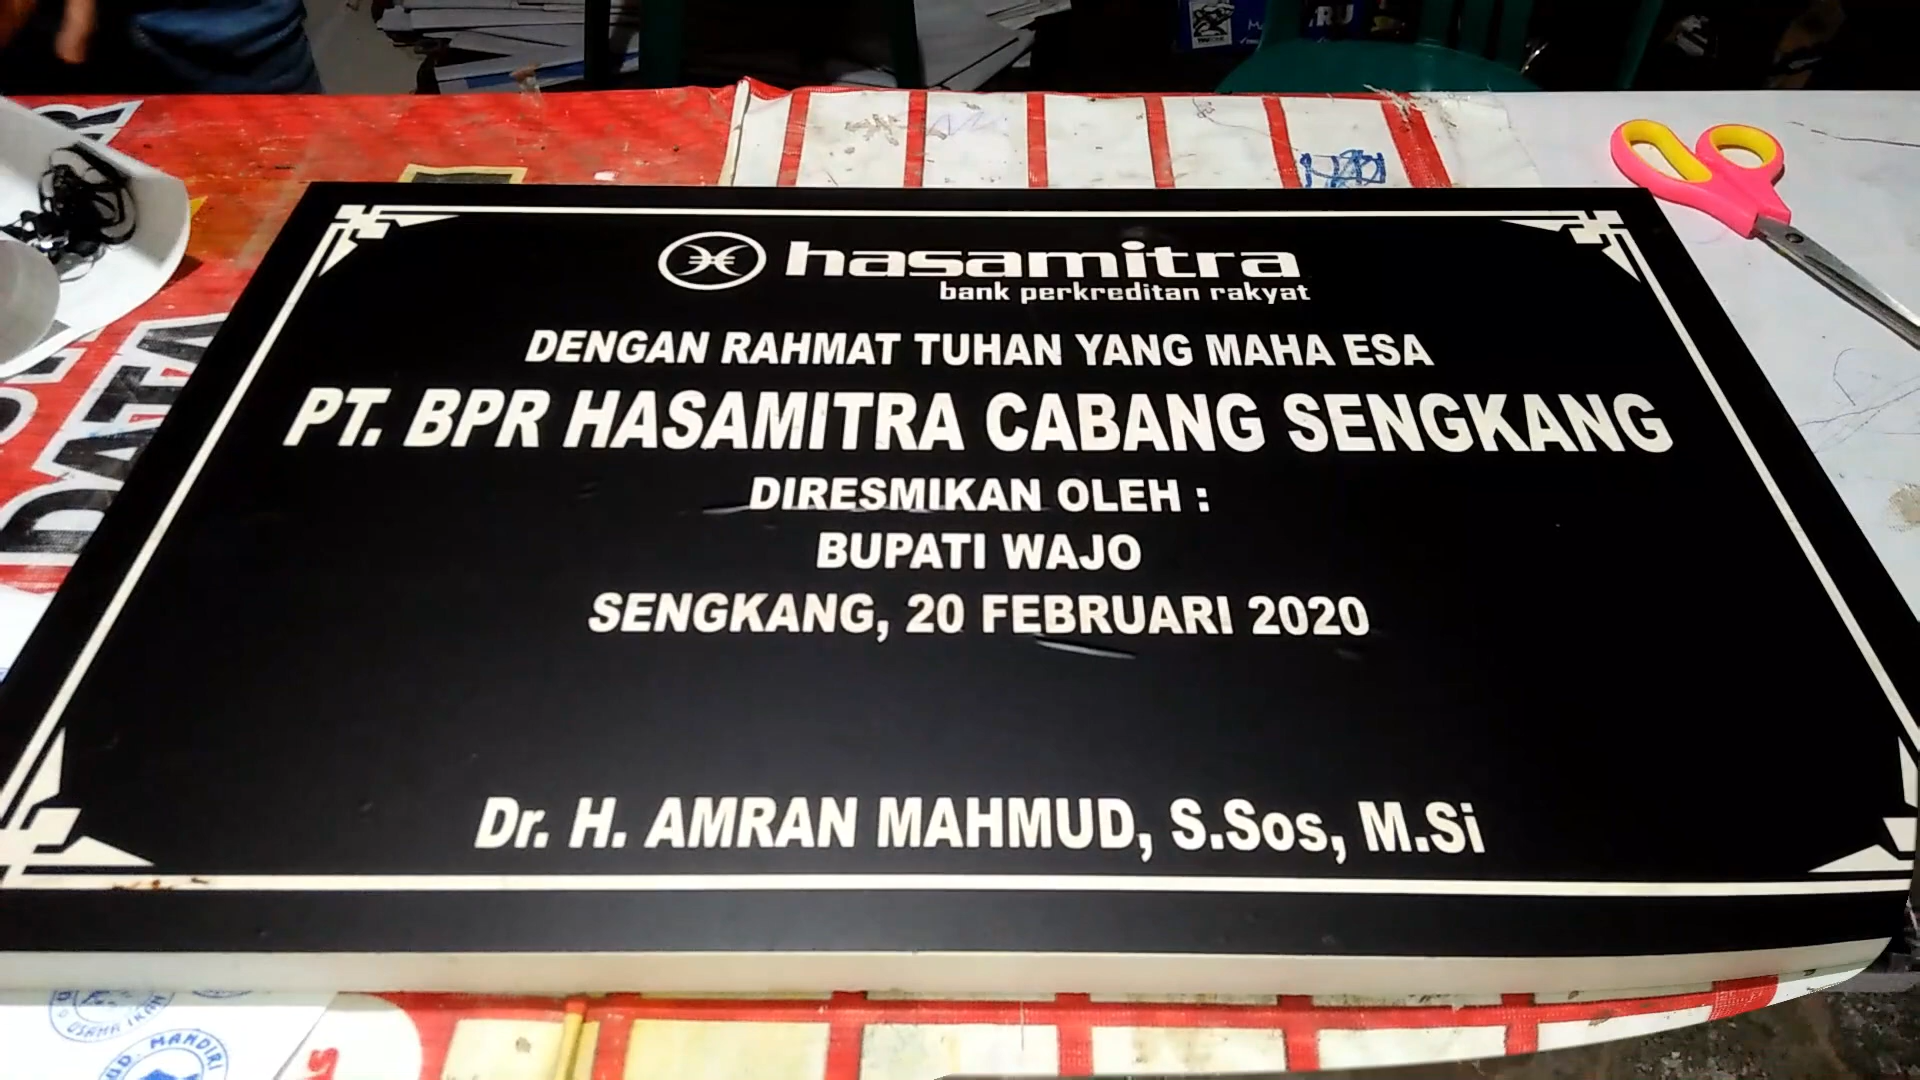 hasamitra
bank perkreditan rakyat
DENGAN RAHMAT TUHAN YANG MAHA ESA
PT. BPR HASAMITRA CABANG SENGKANG
DIRESMIKAN OLEH :
BUPATI WAJO
SENGKANG, 20 FEBRUARI 2020
Dr. H. AMRAN MAHMUD, S.Sos, M.Si
MANDIRI